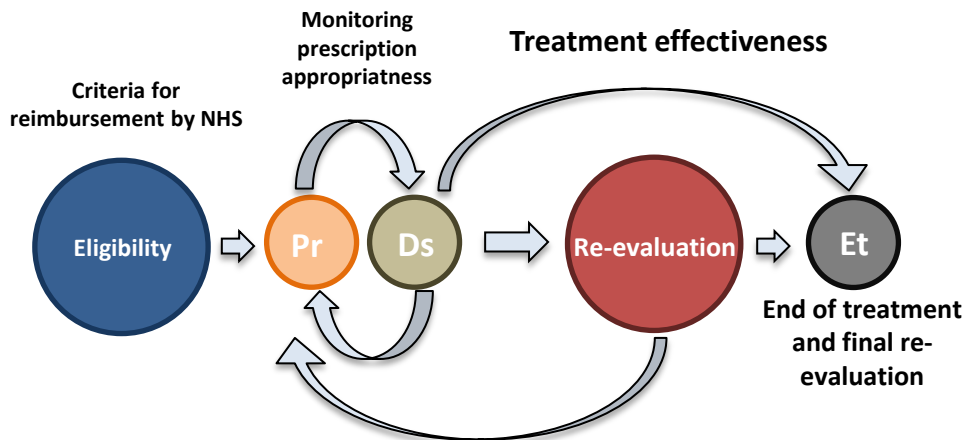 Monitoring
prescription
appropriatness
Treatment effectiveness
Criteria for
reimbursement by NHS
Eligibility
Pr
Ds
Re-evaluation
Et
End of treatment
and final re-
evaluation